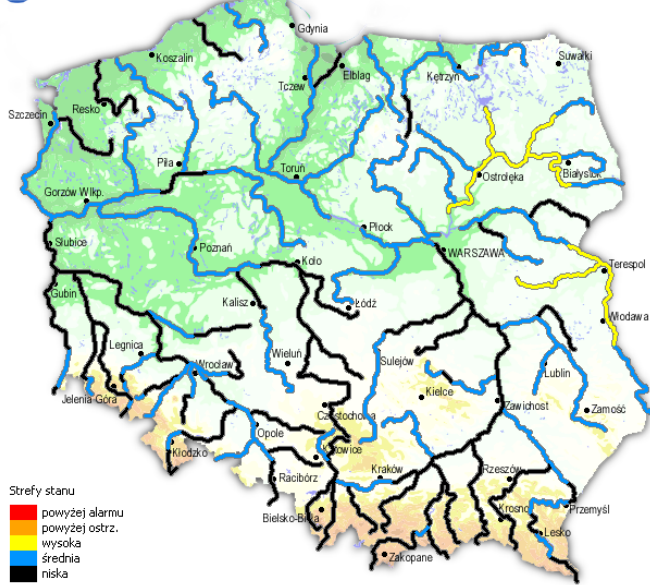 Gdynia
Koszalin
Suwałki
Elbląg
Kętrzyn
Tczew
Resko
Szczecin
Piła
Toruń
Ostrołęka
Białystok
Gorzów Wlkp.
Płock
Słubice
Poznań
WARSZAWA
Koło
Terespol
Gubin
Kalisz
Łódź
Włodawa
Legnica
Wrocław
Wieluń
Sulejów
Lublin
Jelenia Góra
Kielce
Zawichost
Zamość
Częstochowa
Opole
Kłodzko
Katowice
Racibórz
Kraków
Rzeszów
Strefy stanu
powyżej alarmu
powyżej ostrz.
wysoka
średnia
niska
Bielsko-Biała
Krosno
Przemyśl
Lesko
Zakopane